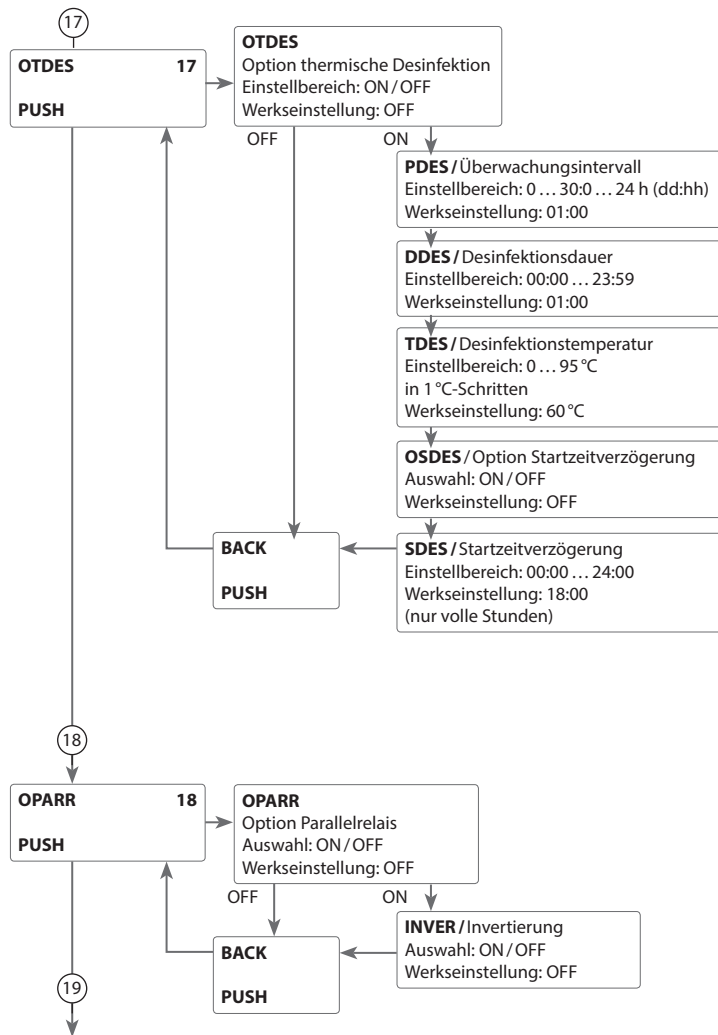 17
OTDES 17
PUSH
OTDES
Option thermische Desinfektion
Einstellbereich: ON / OFF
Werkseinstellung: OFF
OFF
ON
PDES / Überwachungsintervall
Einstellbereich: 0 … 30:0 … 24 h (dd:hh)
Werkseinstellung: 01:00
DDES / Desinfektionsdauer
Einstellbereich: 00:00 … 23:59
Werkseinstellung: 01:00
TDES / Desinfektionstemperatur
Einstellbereich: 0 … 95 °C
in 1 °C-Schritten
Werkseinstellung: 60 °C
OSDES / Option Startzeitverzögerung
Auswahl: ON / OFF
Werkseinstellung: OFF
SDES / Startzeitverzögerung
Einstellbereich: 00:00 … 24:00
Werkseinstellung: 18:00
(nur volle Stunden)
BACK
PUSH
18
OPARR 18
PUSH
OPARR
Option Parallelrelais
Auswahl: ON / OFF
Werkseinstellung: OFF
OFF
ON
INVER / Invertierung
Auswahl: ON / OFF
Werkseinstellung: OFF
BACK
PUSH
19